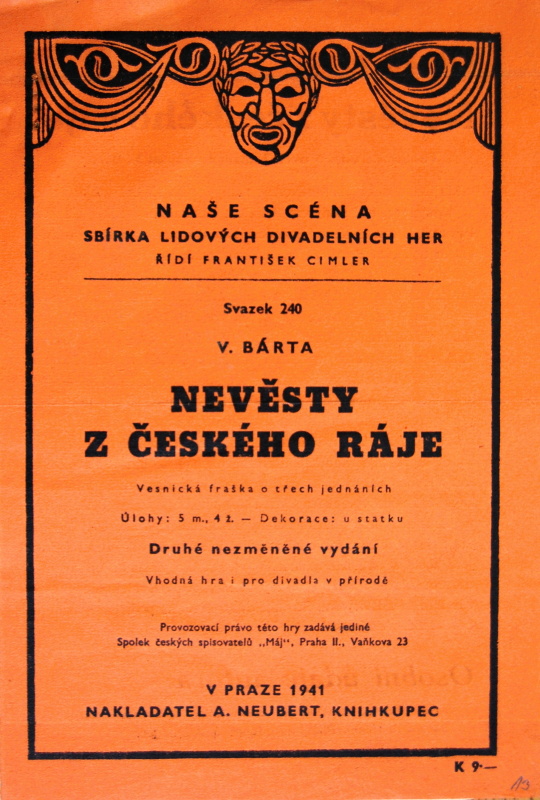 NAŠE SCÉNA
SBÍRKA LIDOVÝCH DIVADELNÍCH HER
ŘÍDÍ FRANTIŠEK CIMLER
Svazek 240
V. BÁRTA
NEVĚSTY
Z ČESKÉHO RÁJE
Vesnická fraška o třech jednáních
Úlohy: 5 m., 4 ž. — Dekorace: u statku
Druhé nezměněné vydání
Vhodná hra i pro divadla v přírodě
Provozovací právo této hry zadává jedině
Spolek českých spisovatelů „Máj“, Praha II., Vaňkova 23
V PRAZE 1941
NAKLADATEL A. NEUBERT, KNIHKUPEC
K 9·—